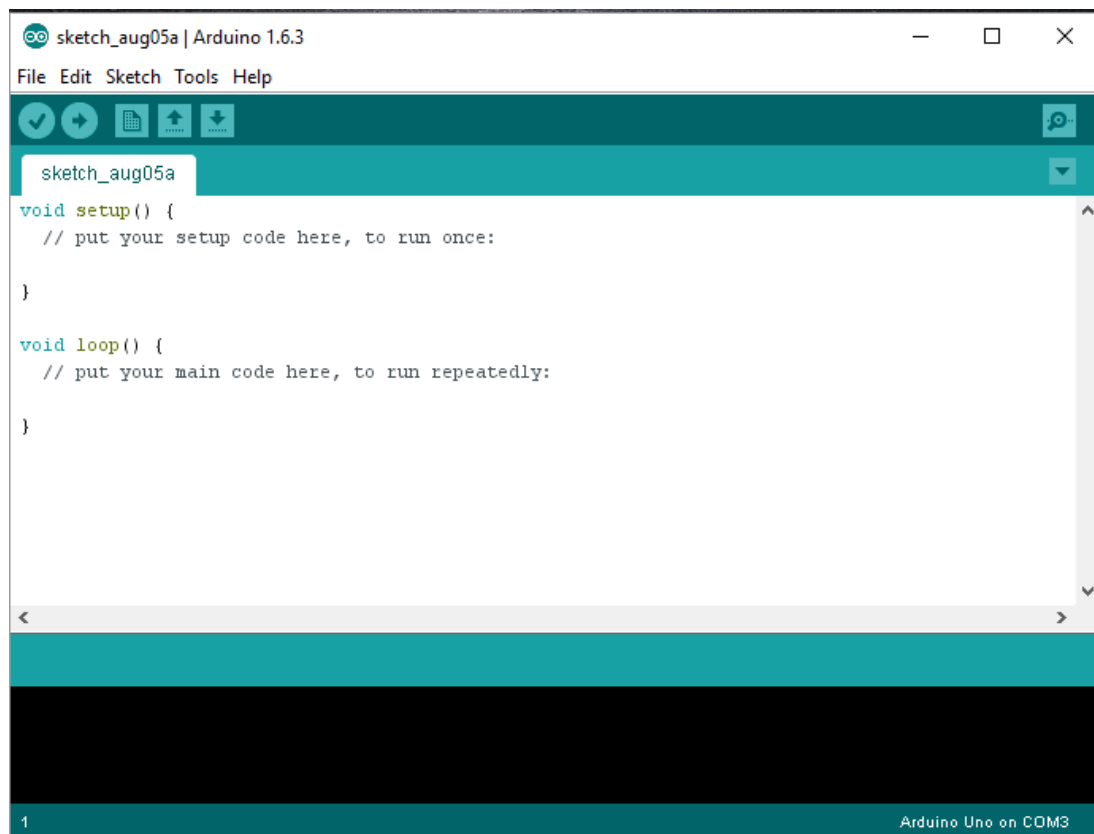 sketch_aug05a | Arduino 1.6.3
File Edit Sketch Tools Help
sketch_aug05a
void setup() {
  // put your setup code here, to run once:
}
void loop() {
  // put your main code here, to run repeatedly:
}
1
Arduino Uno on COM3